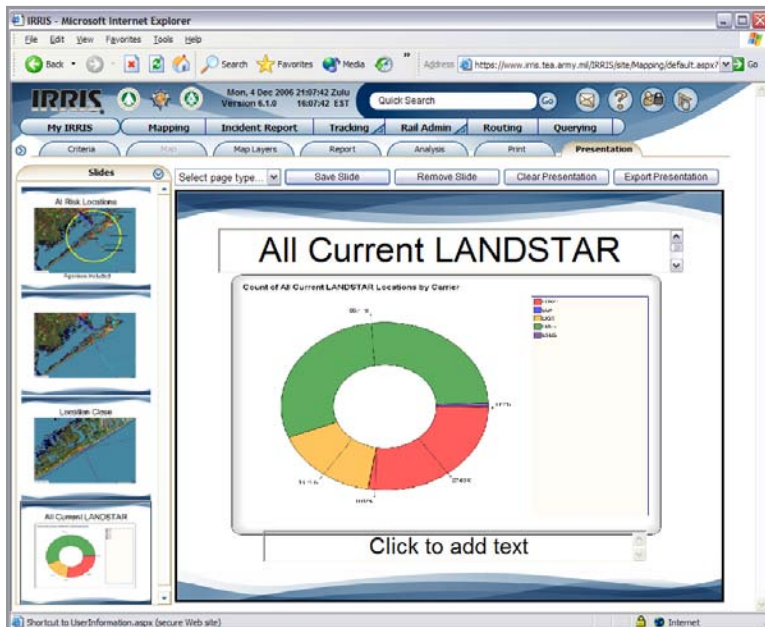 IRRIS - Microsoft Internet Explorer
File Edit View Favorites Tools Help
Back Search Favorites Media Address https://www.irris.tea.army.mil/IRRIS/site/Mapping/default.aspx? Go
IRRIS
Mon, 4 Dec 2006 21:07:42 Zulu
Version 6.1.0 16:07:42 EST
Quick Search Go
My IRRIS Mapping Incident Report Tracking Rail Admin Routing Querying
Criteria Map Map Layers Report Analysis Print Presentation
Slides
Select page type... Save Slide Remove Slide Clear Presentation Export Presentation
At Risk Locations
Location Close
All Current LANDSTAR
All Current LANDSTAR
Count of All Current LANDSTAR Locations by Carrier
Click to add text
Shortcut to UserInformation.aspx (secure Web site) Internet